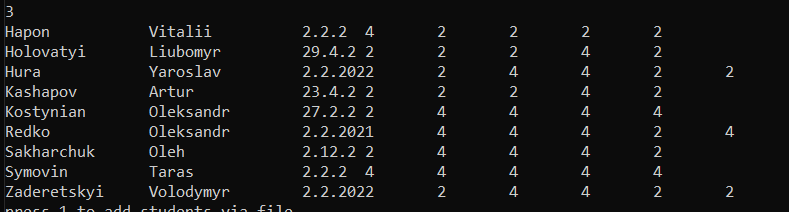 3
Hapon Vitalii 2.2.2 4 2 2 2 2
Holovatyi Liubomyr 29.4.2 2 2 2 4 2
Hura Yaroslav 2.2.2022 2 4 4 2 2
Kashapov Artur 23.4.2 2 2 2 4 2
Kostynian Oleksandr 27.2.2 2 4 4 4 4
Redko Oleksandr 2.2.2021 4 4 4 2 4
Sakharchuk Oleh 2.12.2 2 4 4 4 2
Symovin Taras 2.2.2 4 4 4 4 4
Zaderetskyi Volodymyr 2.2.2022 2 4 4 2 2
press 1 to add students via file